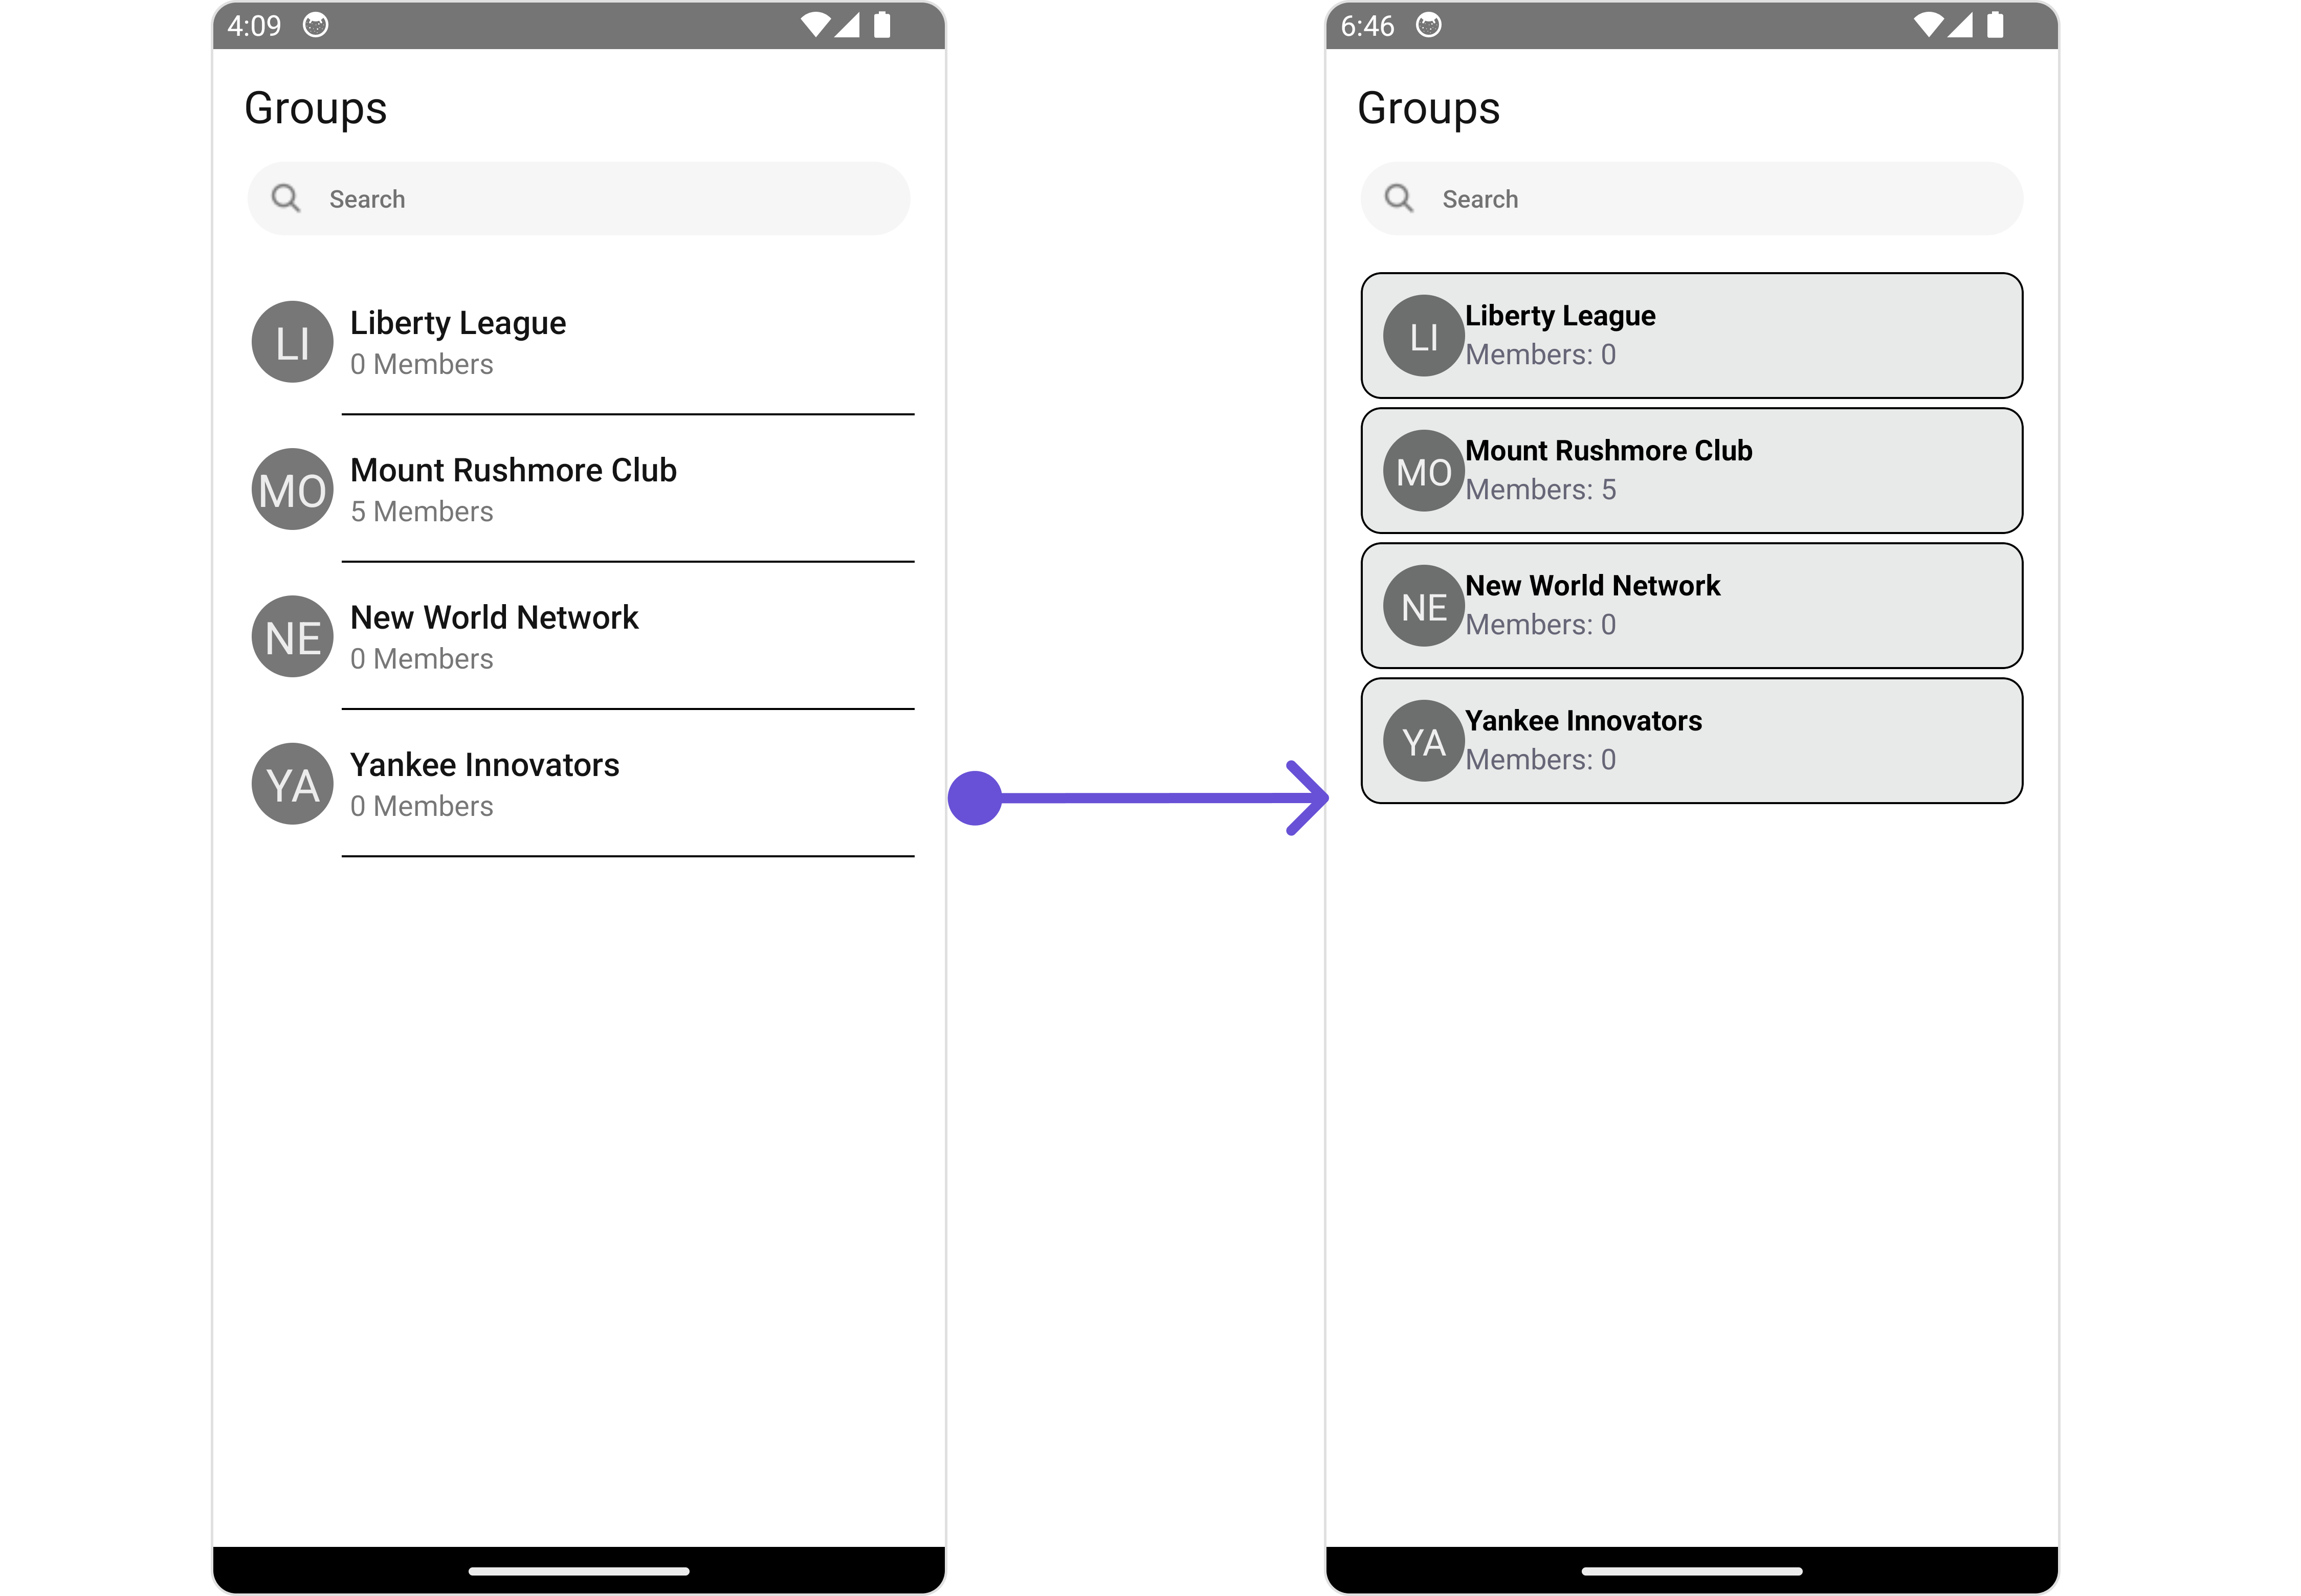 4:09
Groups
Search
LI
Liberty League
0 Members
MO
Mount Rushmore Club
5 Members
NE
New World Network
0 Members
YA
Yankee Innovators
0 Members
6:46
Groups
Search
LI
Liberty League
Members: 0
MO
Mount Rushmore Club
Members: 5
NE
New World Network
Members: 0
YA
Yankee Innovators
Members: 0